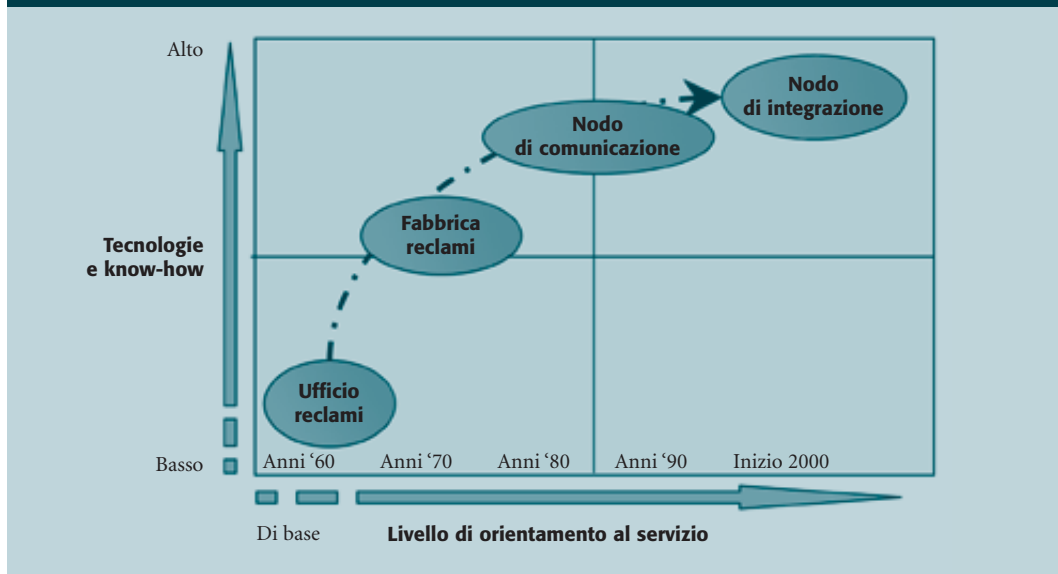 Alto
Nodo
di integrazione
Nodo
di comunicazione
Fabbrica
reclami
Tecnologie
e know-how
Ufficio
reclami
Basso
Anni ‘60 Anni ‘70 Anni ‘80 Anni ‘90 Inizio 2000
Di base Livello di orientamento al servizio